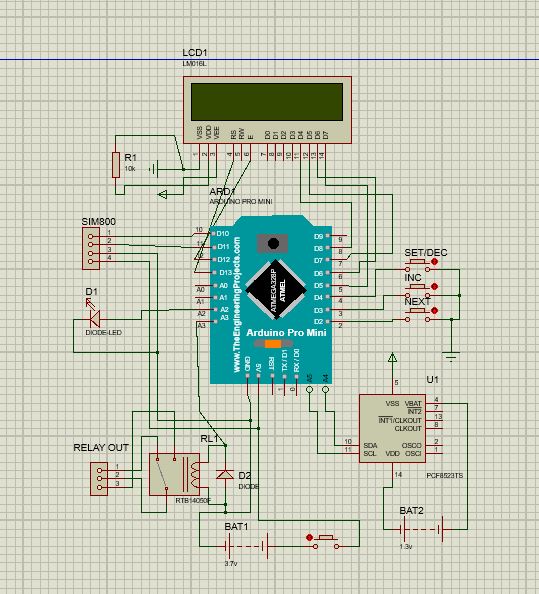 LCD1
LM016L
VSS VDD VEE RS RW E D0 D1 D2 D3 D4 D5 D6 D7
1 2 3 4 5 6 7 8 9 10 11 12 13 14
R1
10k
ARD1
ARDUINO PRO MINI
SIM800
1
2
3
4
10 D10
11 D11
12 D12
D13
A0 A0
A1 A1
A2 A2
A3 A3
D9 9
D8 8
D7 7
D6 6
D5 5
D4 4
D3 3
D2 2
www.TheEngineeringProjects.com
ATMEGA328P
ATMEL
Arduino Pro Mini
GND 5V RST TX / D1 RX / D0
1 0 A5 A4
SET/DEC
INC
NEXT
D1
DIODE-LED
U1
5
VSS VBAT 4
INT2 7
INT1/CLKOUT 13
CLKOUT 8
10 SDA OSCO 2
11 SCL VDD OSCI 1
14
PCF8523TS
RELAY OUT
1
2
3
RL1
RTB14050F
D2
DIODE
BAT1
3.7v
BAT2
1.3v